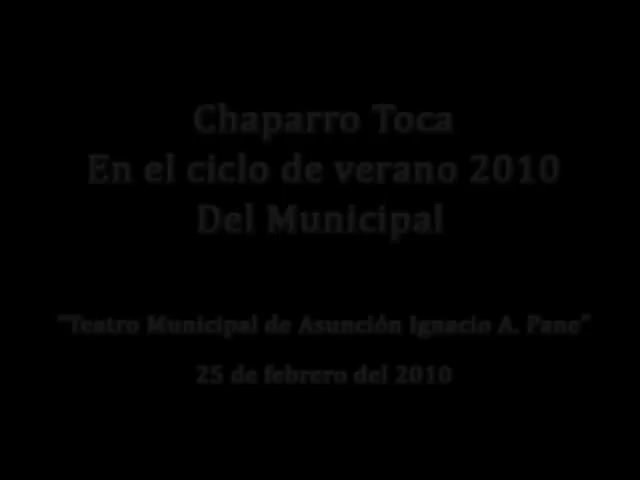 Chaparro Toca
En el ciclo de verano 2010
Del Municipal
"Teatro Municipal de Asunción Ignacio A. Pane"
25 de febrero del 2010